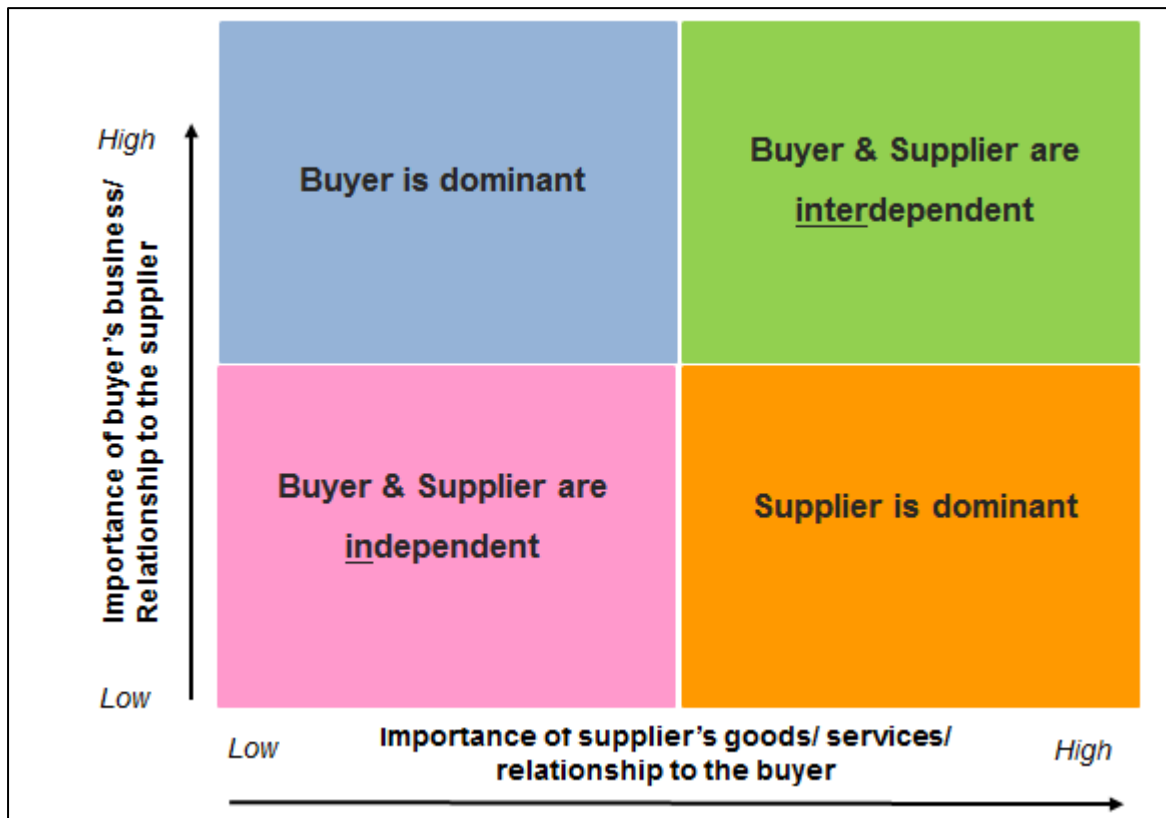 High
Importance of buyer's business/
Relationship to the supplier
Low
Buyer is dominant
Buyer & Supplier are
interdependent
Buyer & Supplier are
independent
Supplier is dominant
Low
Importance of supplier's goods/ services/
relationship to the buyer
High